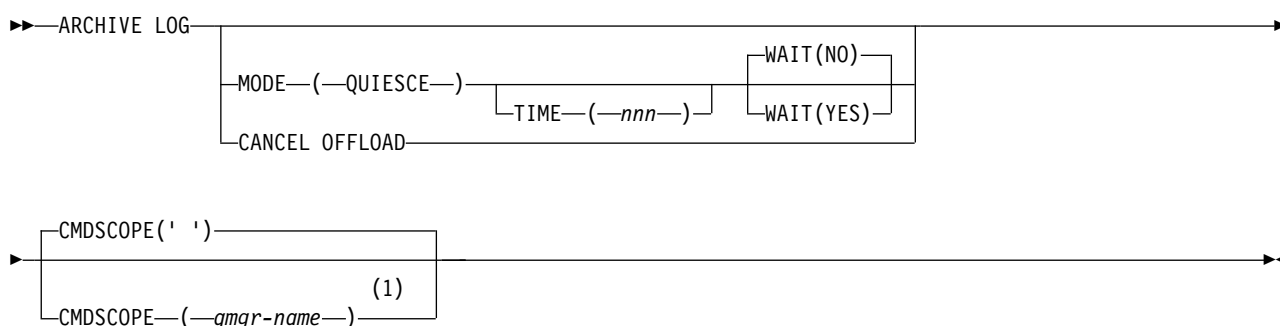 ARCHIVE LOG
MODE ( QUIESCE )
TIME ( nnn )
WAIT(NO)
WAIT(YES)
CANCEL OFFLOAD
CMDSCOPE(' ')
(1)
CMDSCOPE ( qmgr-name )